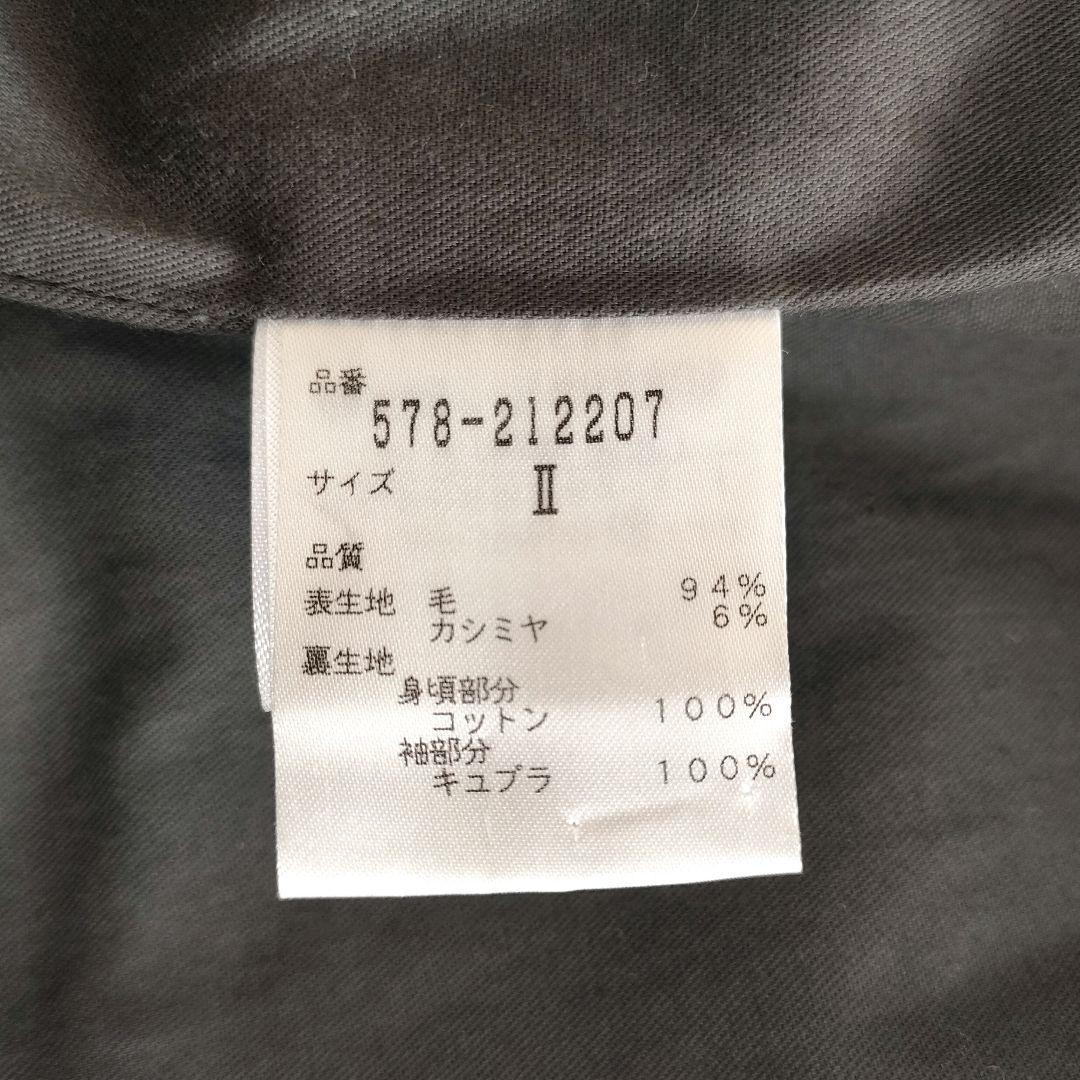 品番
578-212207
サイズ II
品質
表生地 毛 94%
カシミヤ 6%
裏生地
身頃部分
コットン 100%
袖部分
キュプラ 100%